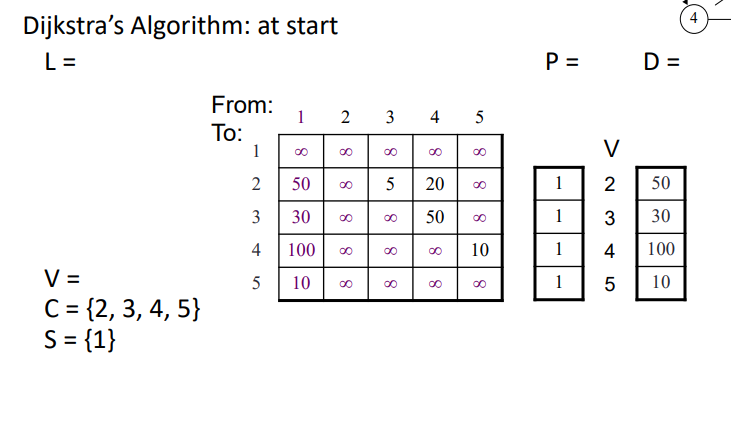 Dijkstra's Algorithm: at start
4
L =
P =
D =
From:
1 2 3 4 5
To:
V
1 ∞ ∞ ∞ ∞ ∞
2 50 ∞ 5 20 ∞
1 2 50
3 30 ∞ ∞ 50 ∞
1 3 30
4 100 ∞ ∞ ∞ 10
1 4 100
5 10 ∞ ∞ ∞ ∞
1 5 10
V =
C = {2, 3, 4, 5}
S = {1}